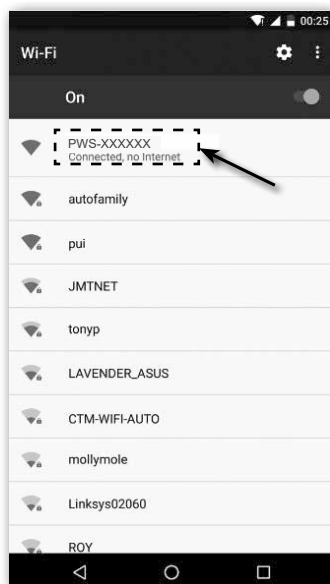 00:25
Wi-Fi
On
PWS-XXXXXX
Connected, no Internet
autofamily
pui
JMTNET
tonyp
LAVENDER_ASUS
CTM-WIFI-AUTO
mollymole
Linksys02060
ROY